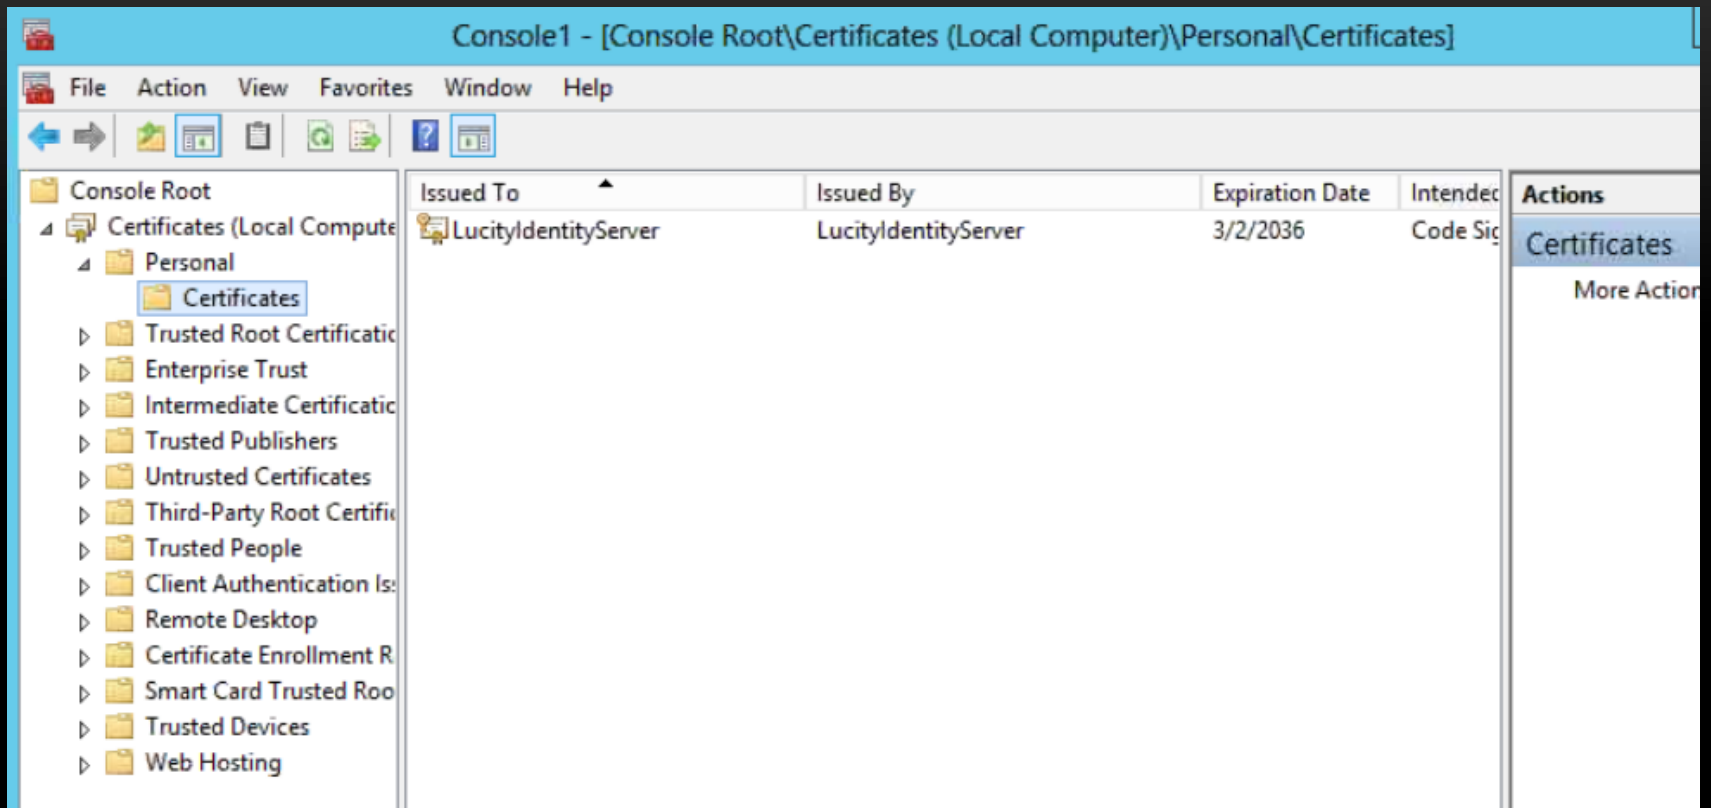 Console1 - [Console Root\Certificates (Local Computer)\Personal\Certificates]
File Action View Favorites Window Help
Console Root
Certificates (Local Compute
Personal
Certificates
Trusted Root Certificatic
Enterprise Trust
Intermediate Certificatic
Trusted Publishers
Untrusted Certificates
Third-Party Root Certific
Trusted People
Client Authentication Is
Remote Desktop
Certificate Enrollment R
Smart Card Trusted Roo
Trusted Devices
Web Hosting
Issued To Issued By Expiration Date Intended
LucityIdentityServer LucityIdentityServer 3/2/2036 Code Sig
Actions
Certificates
More Action